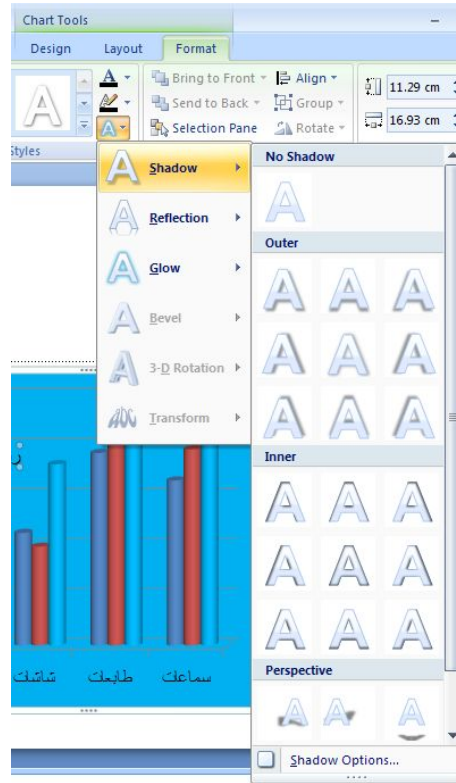 Chart Tools
Design Layout Format
Bring to Front Align 11.29 cm
Send to Back Group 16.93 cm
Selection Pane Rotate
Styles
Shadow
Reflection
Glow
Bevel
3-D Rotation
Transform
No Shadow
Outer
Inner
Perspective
Shadow Options...
شاشات طابعات سماعات